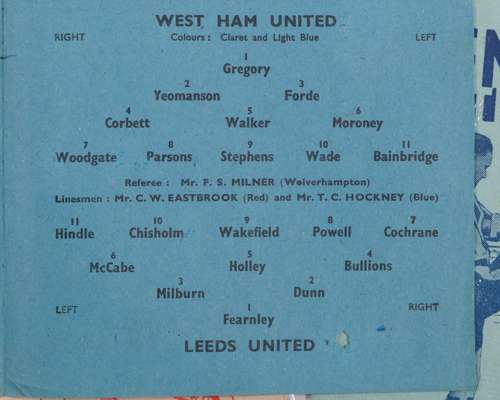 WEST HAM UNITED
RIGHT Colours : Claret and Light Blue LEFT
1
Gregory
2 3
Yeomanson Forde
4 5 6
Corbett Walker Moroney
7 8 9 10 11
Woodgate Parsons Stephens Wade Bainbridge
Referee : Mr. F. S. MILNER (Wolverhampton)
Linesmen : Mr. C. W. EASTBROOK (Red) and Mr. T. C. HOCKNEY (Blue)
11 10 9 8 7
Hindle Chisholm Wakefield Powell Cochrane
6 5 4
McCabe Holley Bullions
3 2
Milburn Dunn
LEFT 1 RIGHT
Fearnley
LEEDS UNITED